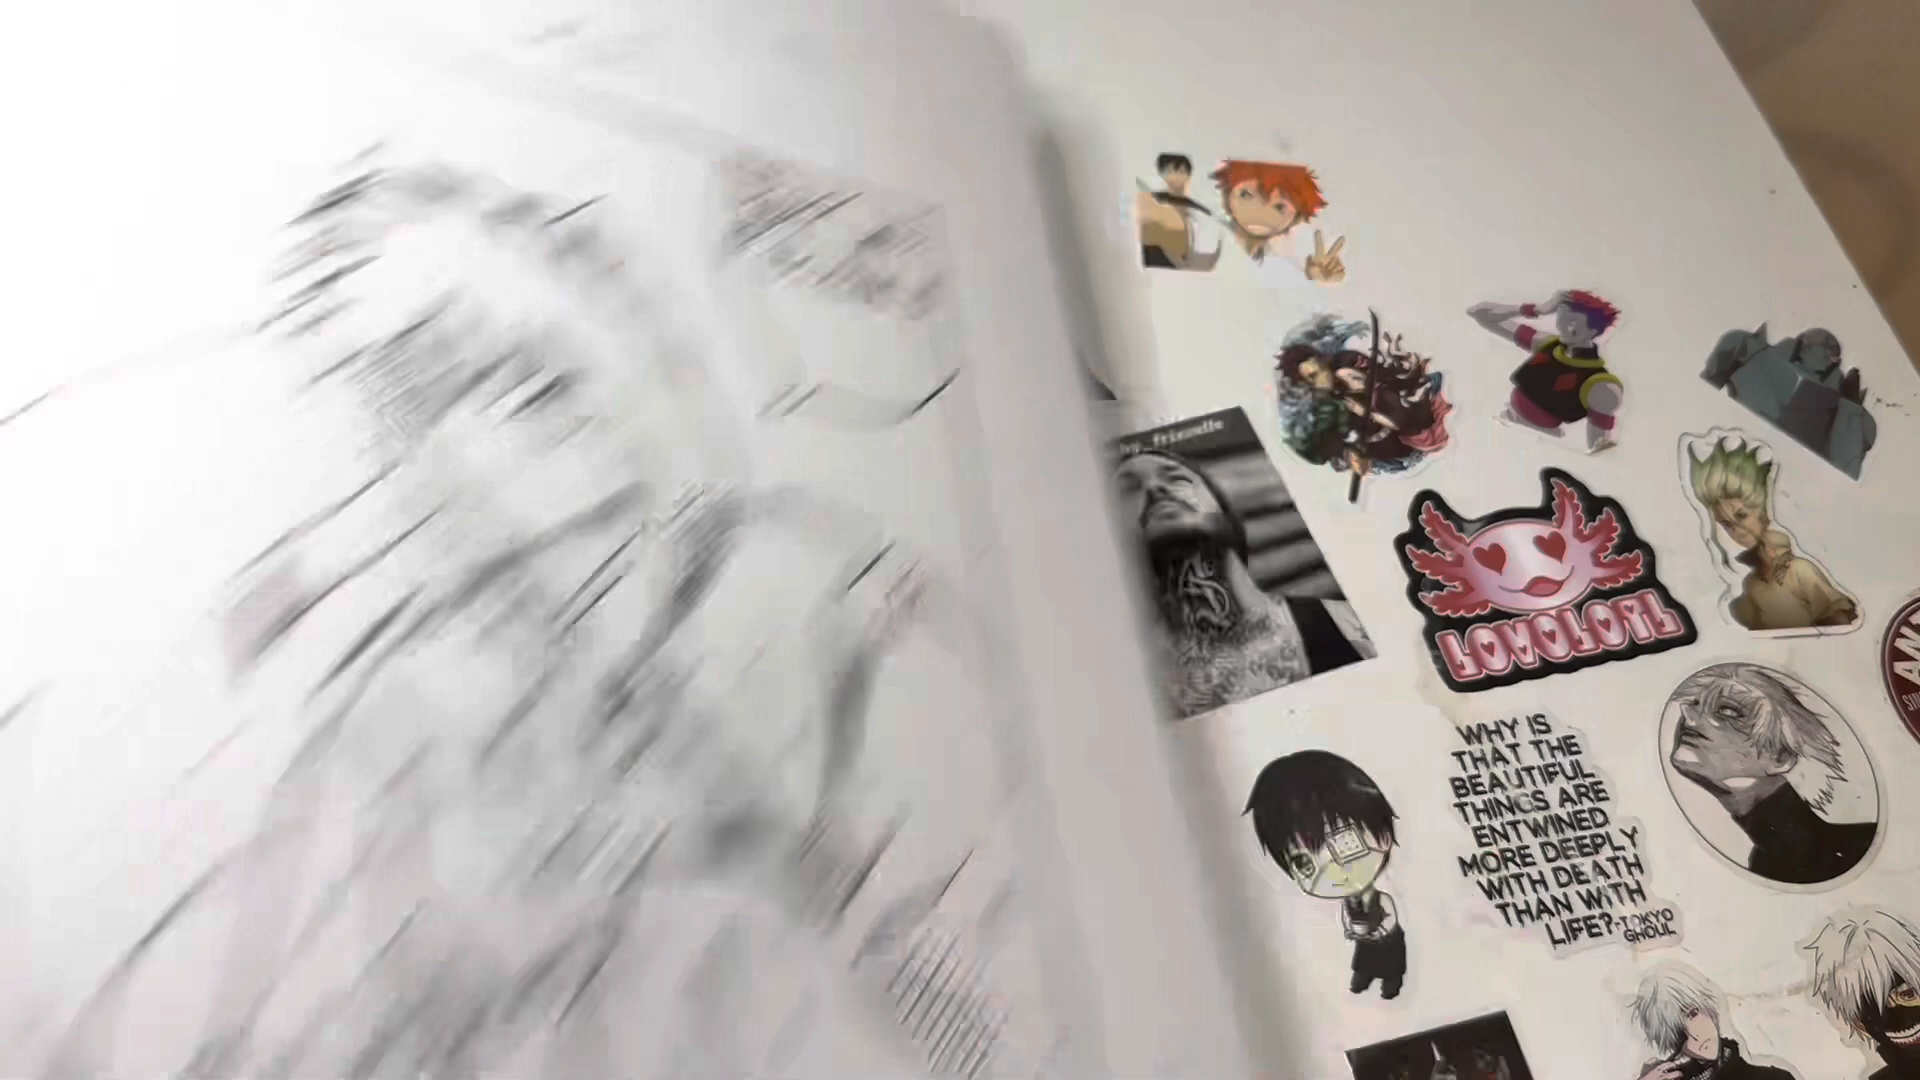 LOVOLOTL
WHY IS
THAT THE
BEAUTIFUL
THINGS ARE
ENTWINED
MORE DEEPLY
WITH DEATH
THAN WITH
LIFE?-TOKYO
GHOUL